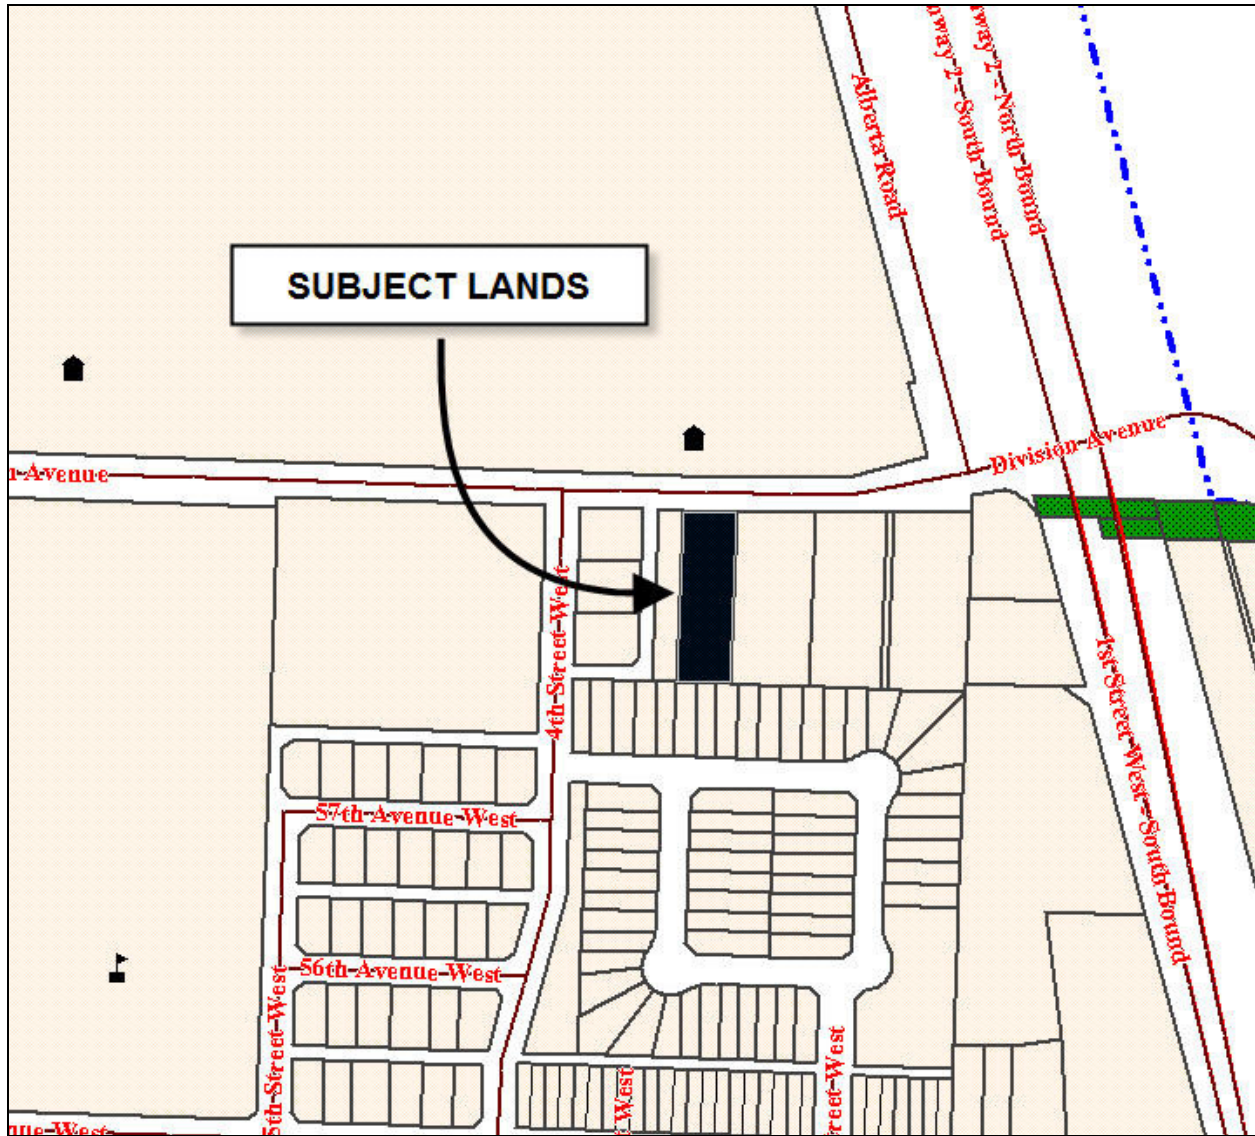 Alberta Road
way 2 - South Bound
way 2 - North Bound
SUBJECT LANDS
Division Avenue
n Avenue
4th Street West
1st Street West - South Bound
57th Avenue West
56th Avenue West
5th Street West
West
reet West
nue West